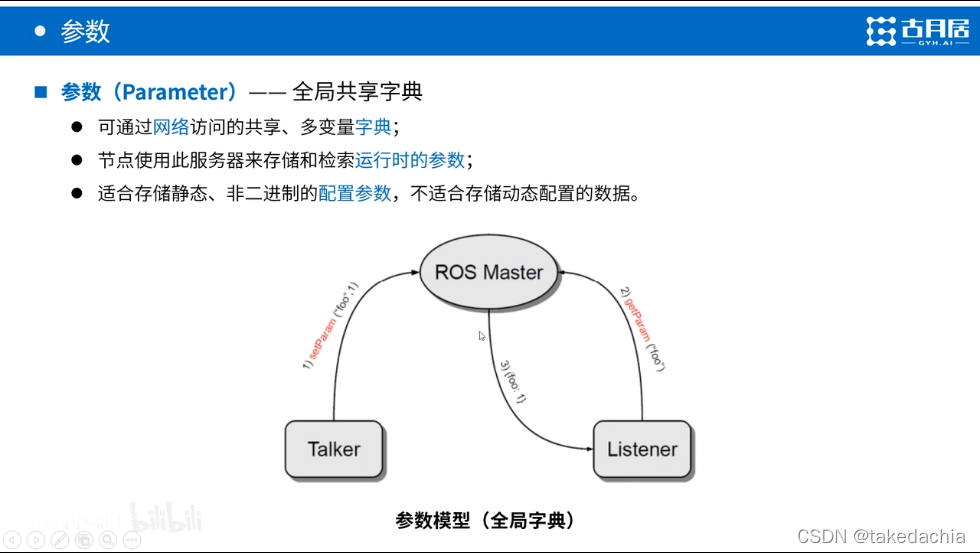 参数
古月居
GYH.AI
参数（Parameter）—— 全局共享字典
可通过网络访问的共享、多变量字典；
节点使用此服务器来存储和检索运行时的参数；
适合存储静态、非二进制的配置参数，不适合存储动态配置的数据。
ROS Master
1) setParam ("foo",1)
2) getParam ("foo")
3) {foo: 1}
Talker
Listener
参数模型（全局字典）
bilibili
CSDN @takedachia